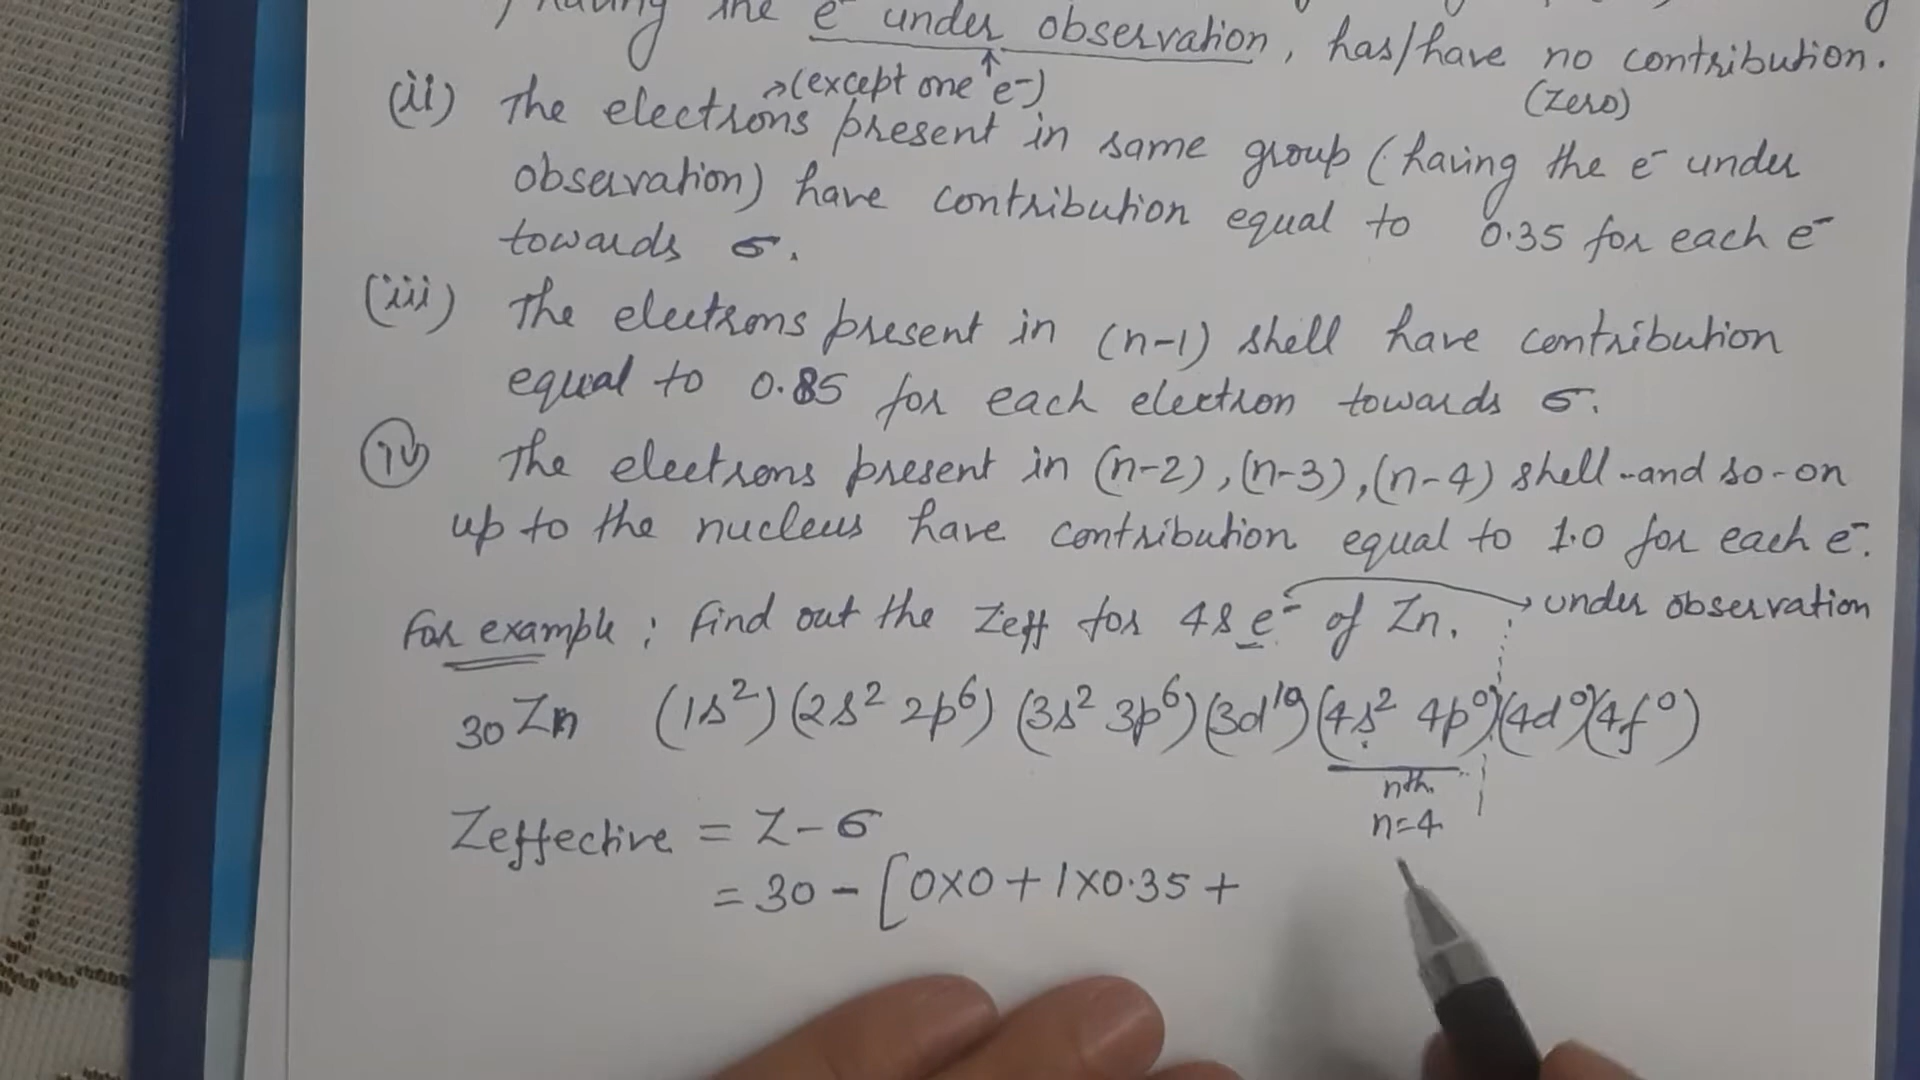 having the e⁻ under observation, has/have no contribution.
(ii) The electrons present in same group (having the e⁻ under
→(except one e⁻)
(zero)
observation) have contribution equal to 0.35 for each e⁻
towards σ.
(iii) The electrons present in (n-1) shell have contribution
equal to 0.85 for each electron towards σ.
(iv) The electrons present in (n-2), (n-3), (n-4) shell -and so-on
up to the nucleus have contribution equal to 1.0 for each e⁻.
For example : Find out the Zeff for 4s e⁻ of Zn. → under observation
30 Zn (1s²) (2s² 2p⁶) (3s² 3p⁶) (3d¹⁰) (4s² 4p⁰) (4d⁰) (4f⁰)
nth
n=4
Zeffective = Z - σ
= 30 - [0×0 + 1×0.35 +